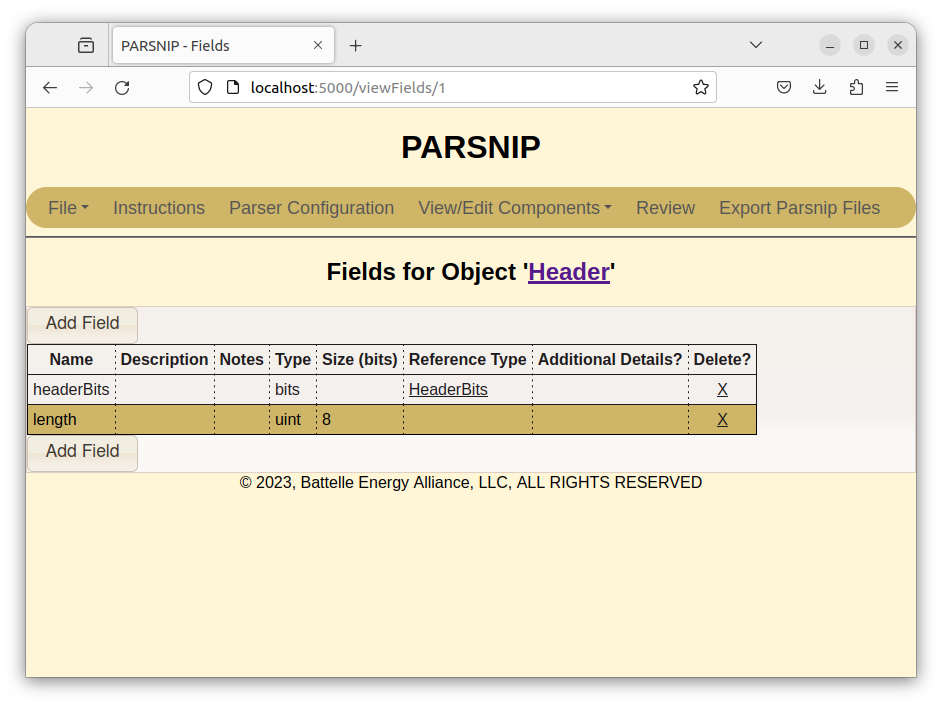 PARSNIP - Fields
localhost:5000/viewFields/1
PARSNIP
File Instructions Parser Configuration View/Edit Components Review Export Parsnip Files
Fields for Object 'Header'
Add Field
Name Description Notes Type Size (bits) Reference Type Additional Details? Delete?
headerBits bits HeaderBits X
length uint 8 X
Add Field
© 2023, Battelle Energy Alliance, LLC, ALL RIGHTS RESERVED